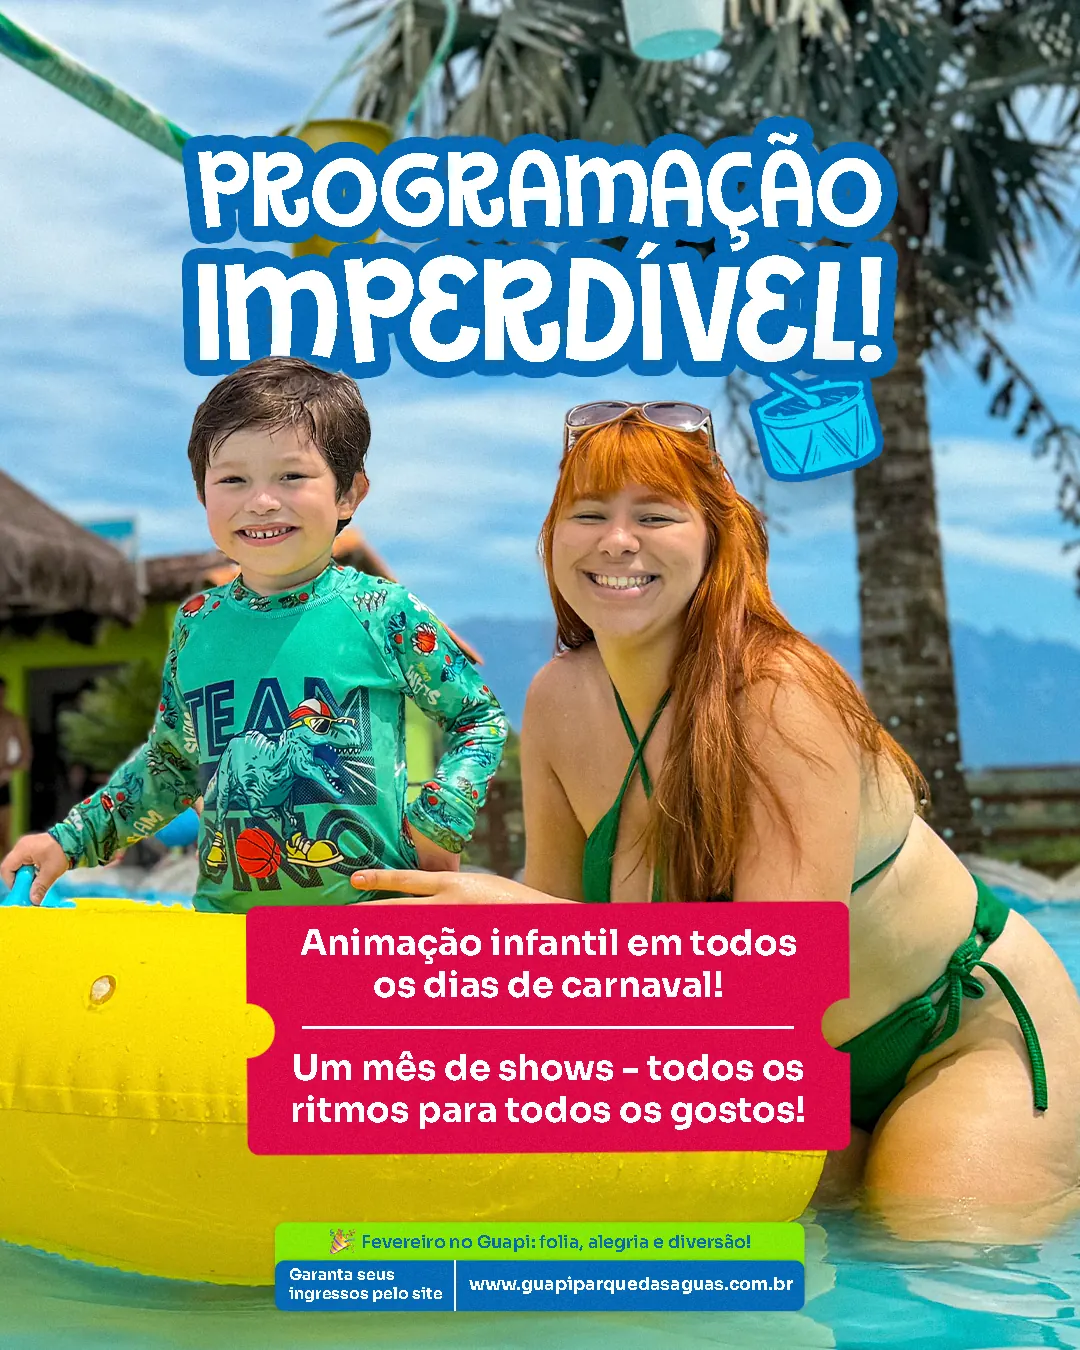 PROGRAMAÇÃO
IMPERDÍVEL!
TEAM
DINO
SLAM
Animação infantil em todos
os dias de carnaval!
Um mês de shows - todos os
ritmos para todos os gostos!
Fevereiro no Guapi: folia, alegria e diversão!
Garanta seus
ingressos pelo site
www.guapiparquedasaguas.com.br